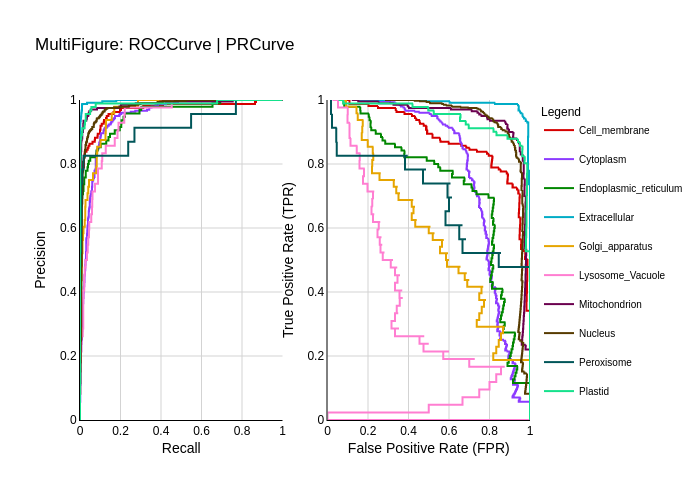 MultiFigure: ROCCurve | PRCurve
1
0.8
0.6
0.4
0.2
0
Precision
0
0.2
0.4
0.6
0.8
1
Recall
1
0.8
0.6
0.4
0.2
0
True Positive Rate (TPR)
0
0.2
0.4
0.6
0.8
1
False Positive Rate (FPR)
Legend
Cell_membrane
Cytoplasm
Endoplasmic_reticulum
Extracellular
Golgi_apparatus
Lysosome_Vacuole
Mitochondrion
Nucleus
Peroxisome
Plastid